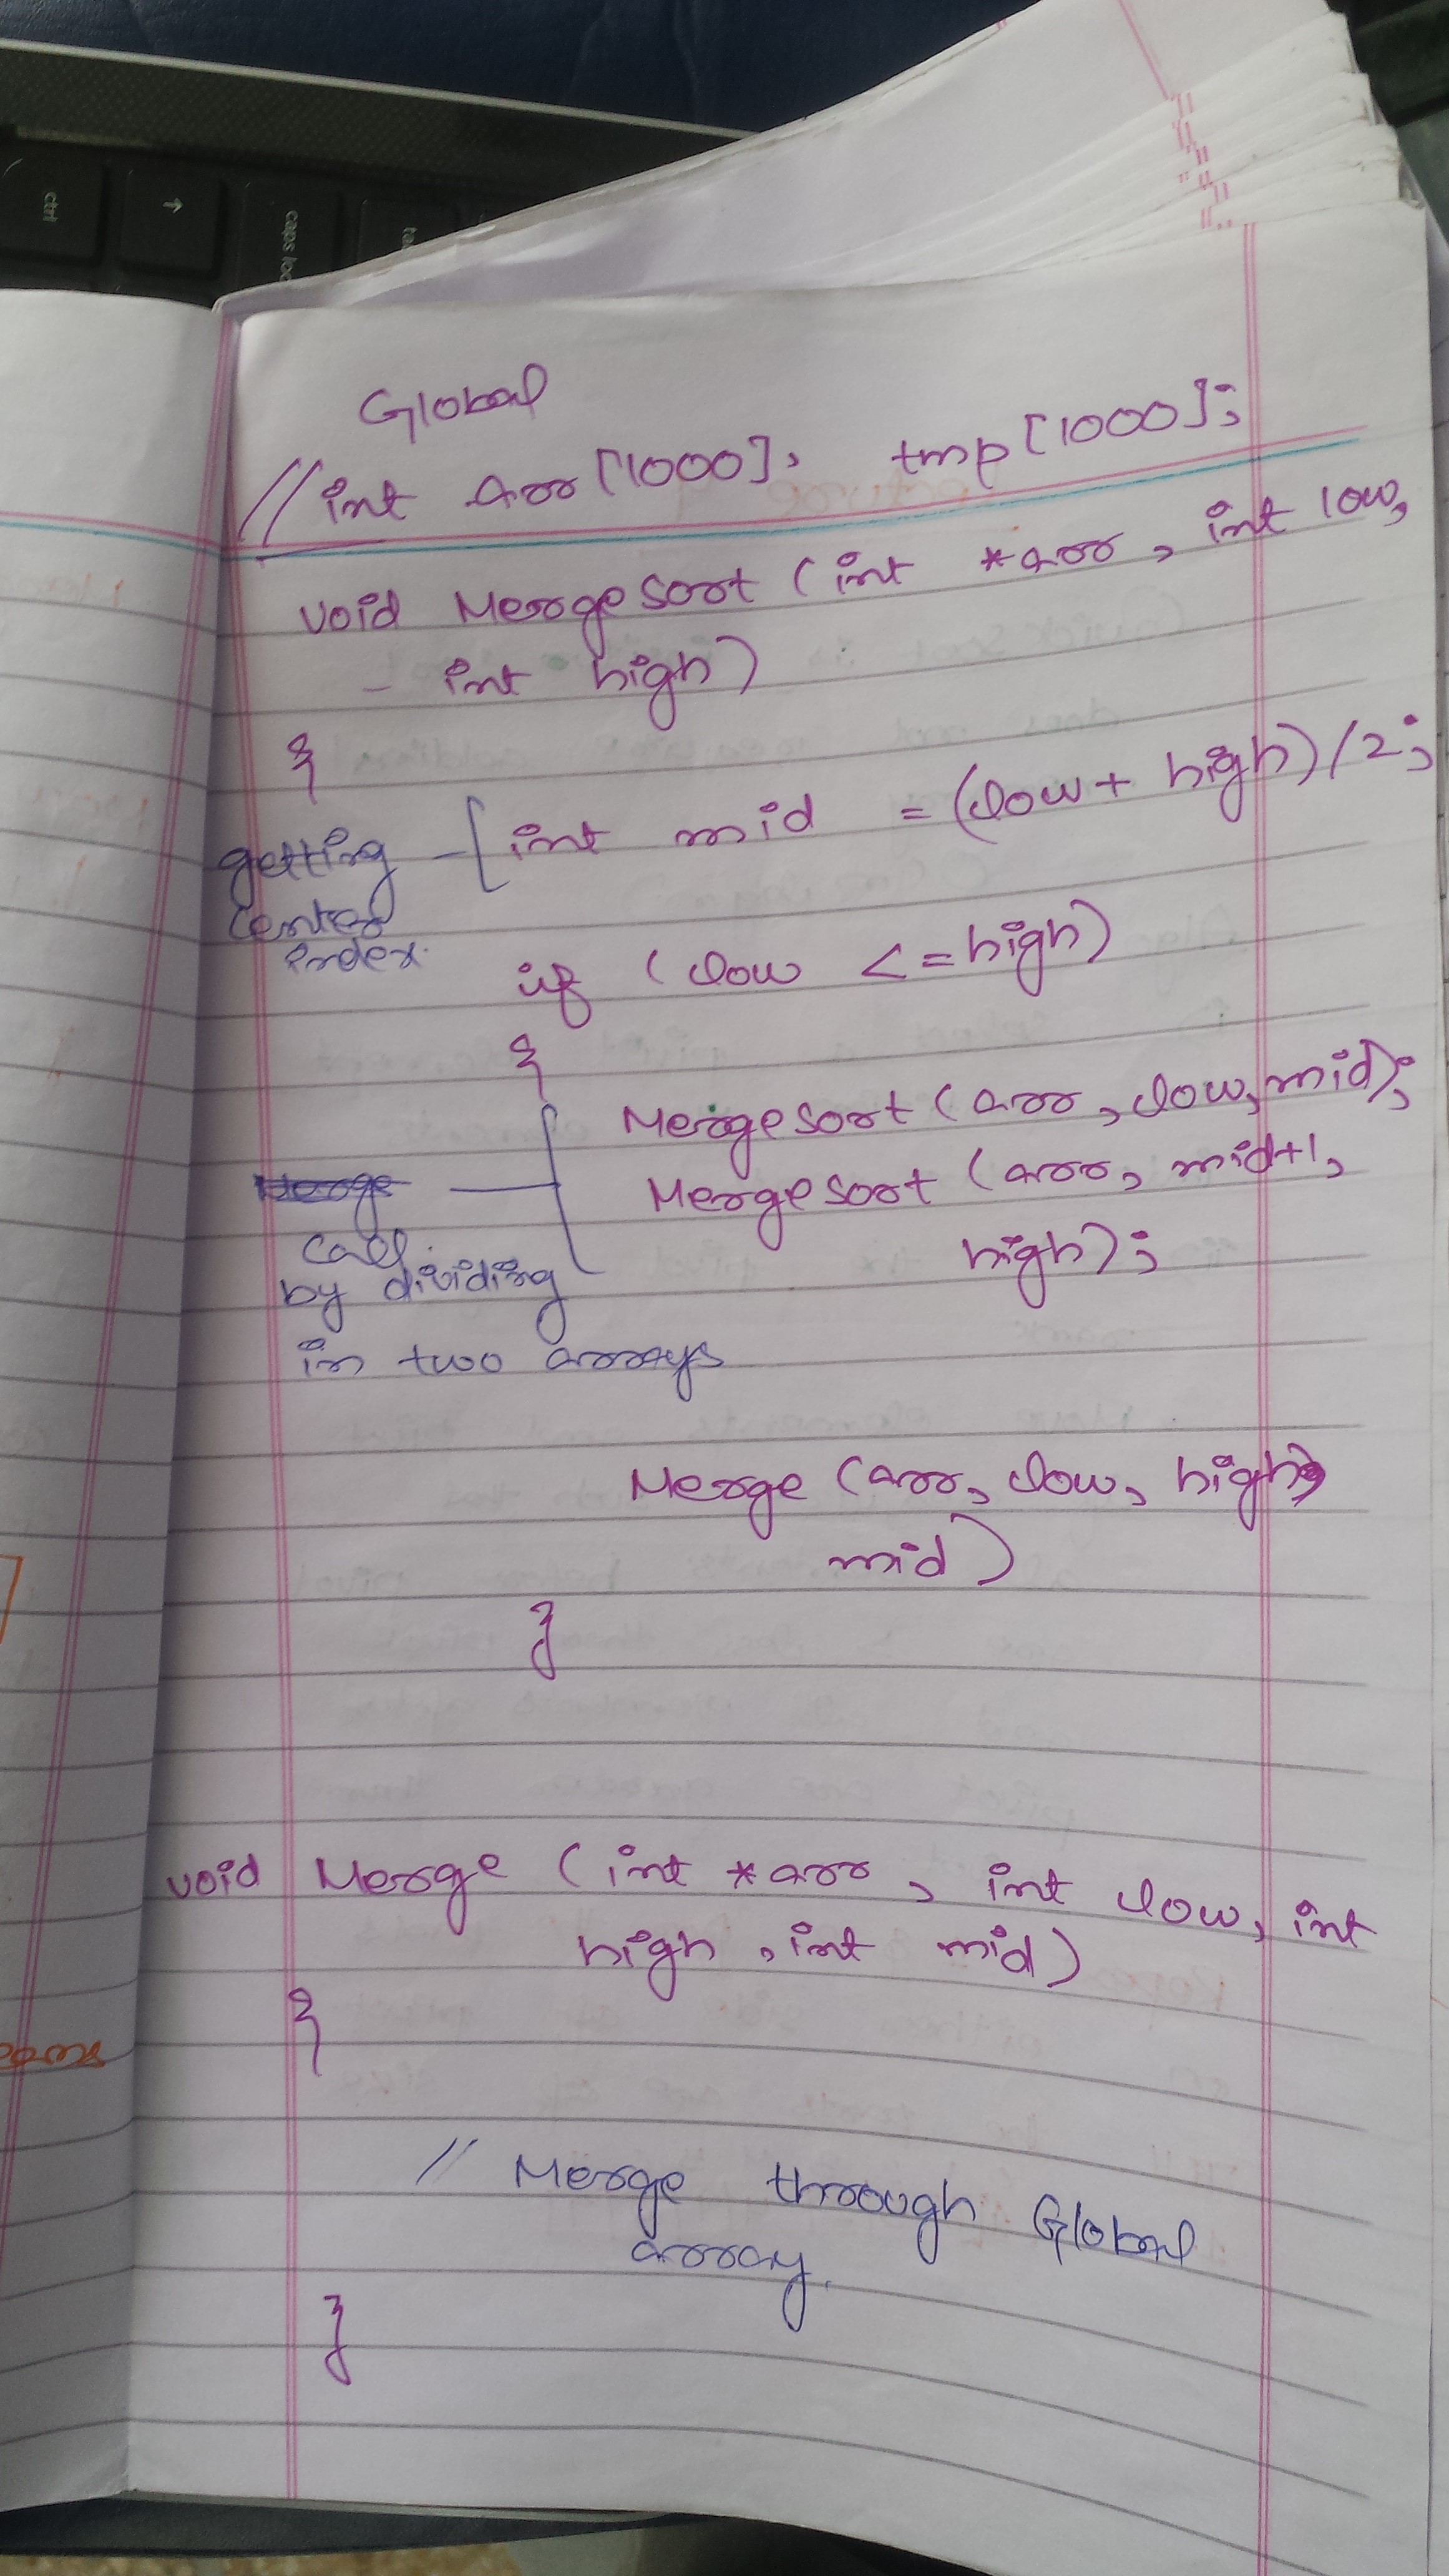 ctrl
caps loc
Global
// int Arr [1000], tmp [1000];
void Mergesort (int *arr, int low,
- int high)
{
getting
center
index.
int mid = (low + high)/2;
if (low <= high)
{
Mergesort (arr, low, mid);
Mergesort (arr, mid+1,
high);
Merge
call
by dividing
in two arrays
Merge (arr, low, high,
mid)
}
void Merge (int *arr, int low, int
high, int mid)
{
// Merge through Global
array.
}